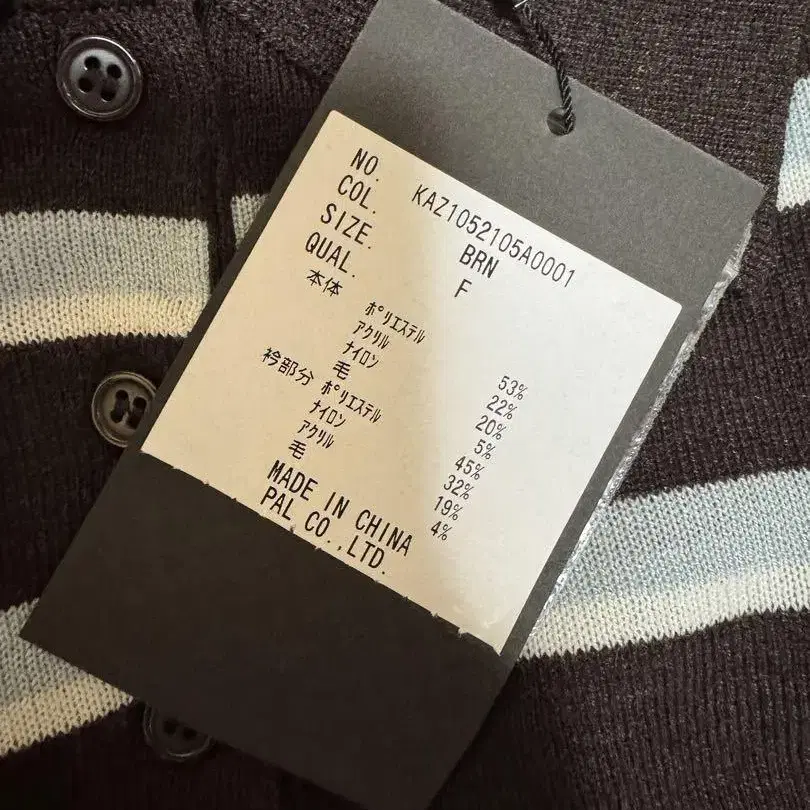 NO. KAZ1052105A0001
COL. BRN
SIZE. F
QUAL.
本体 ﾎﾟﾘｴｽﾃﾙ 53%
ｱｸﾘﾙ 22%
ﾅｲﾛﾝ 20%
毛 5%
衿部分 ﾎﾟﾘｴｽﾃﾙ 45%
ﾅｲﾛﾝ 32%
ｱｸﾘﾙ 19%
毛 4%
MADE IN CHINA
PAL CO.,LTD.